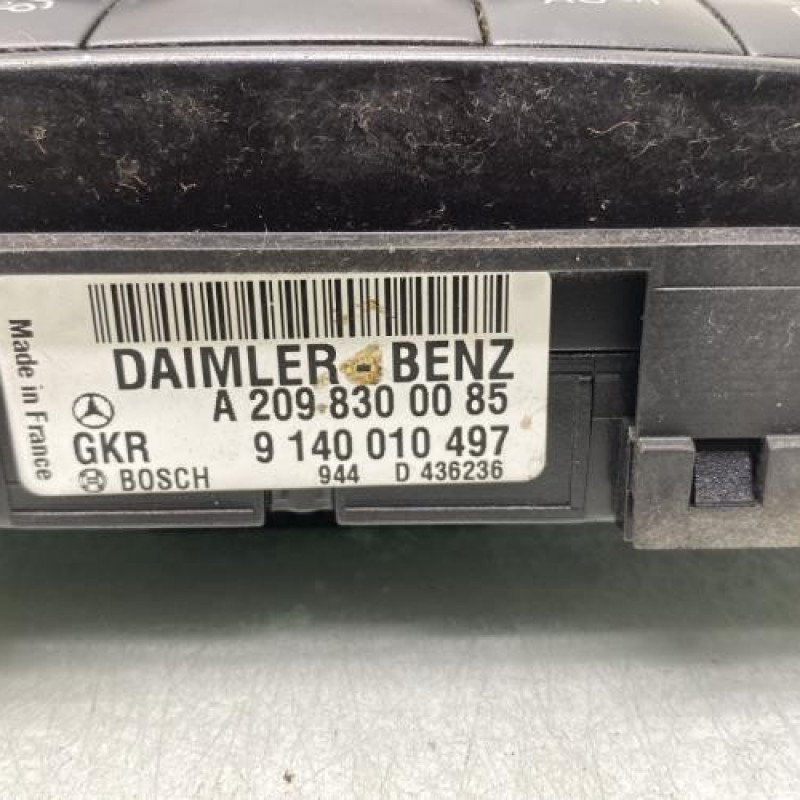 DAIMLER-BENZ
A 209 830 00 85
GKR 9 140 010 497
BOSCH 944 D 436236
Made in France